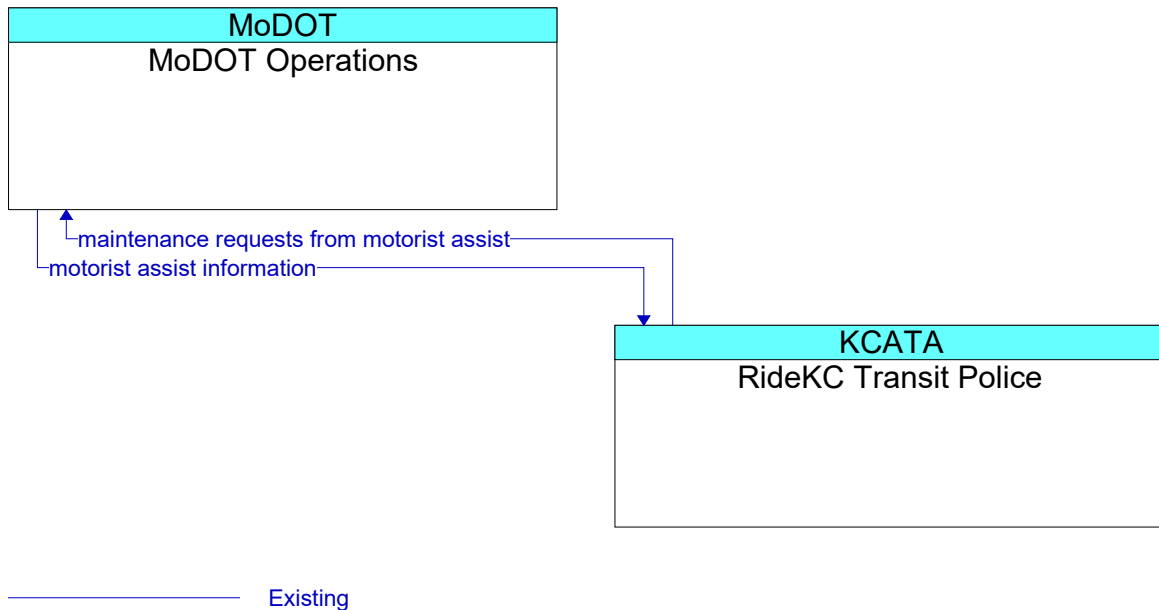 MoDOT
MoDOT Operations
maintenance requests from motorist assist
motorist assist information
KCATA
RideKC Transit Police
Existing